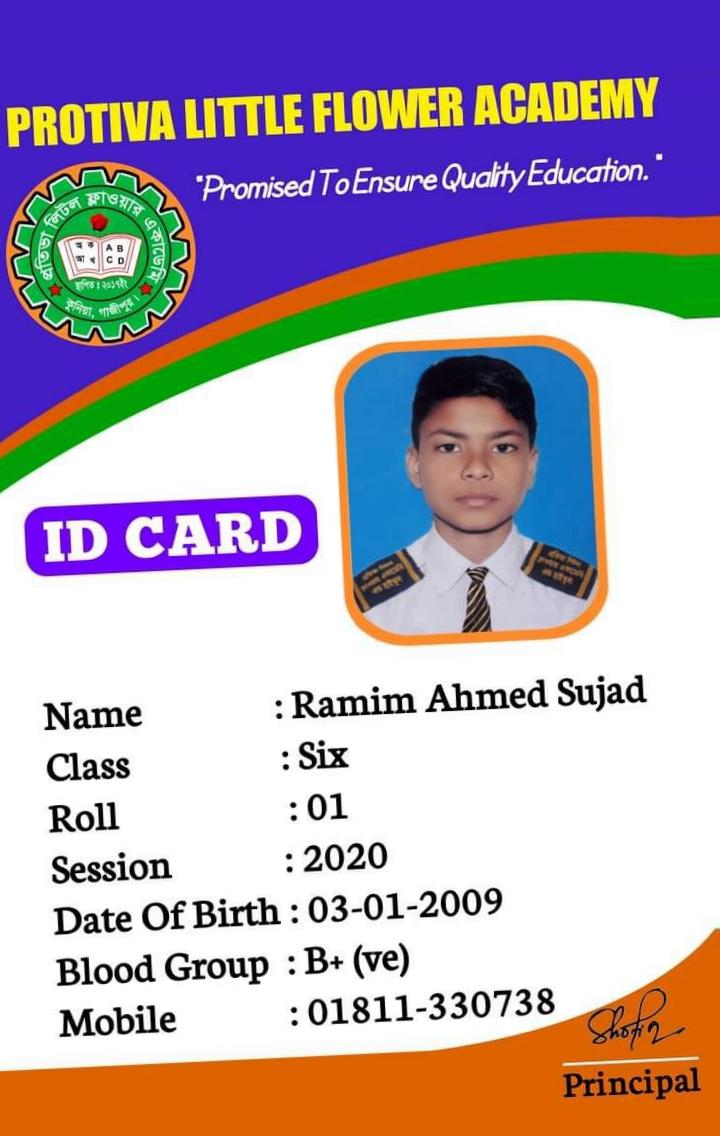 PROTIVA LITTLE FLOWER ACADEMY
"Promised To Ensure Quality Education."
প্রতিভা লিটল ফ্লাওয়ার একাডেমি
অ ক A B
আ খ C D
স্থাপিত : ২০১৭ইং
কুনিয়া, গাজীপুর।
ID CARD
Name : Ramim Ahmed Sujad
Class : Six
Roll : 01
Session : 2020
Date Of Birth : 03-01-2009
Blood Group : B+ (ve)
Mobile : 01811-330738
Shofiq
Principal